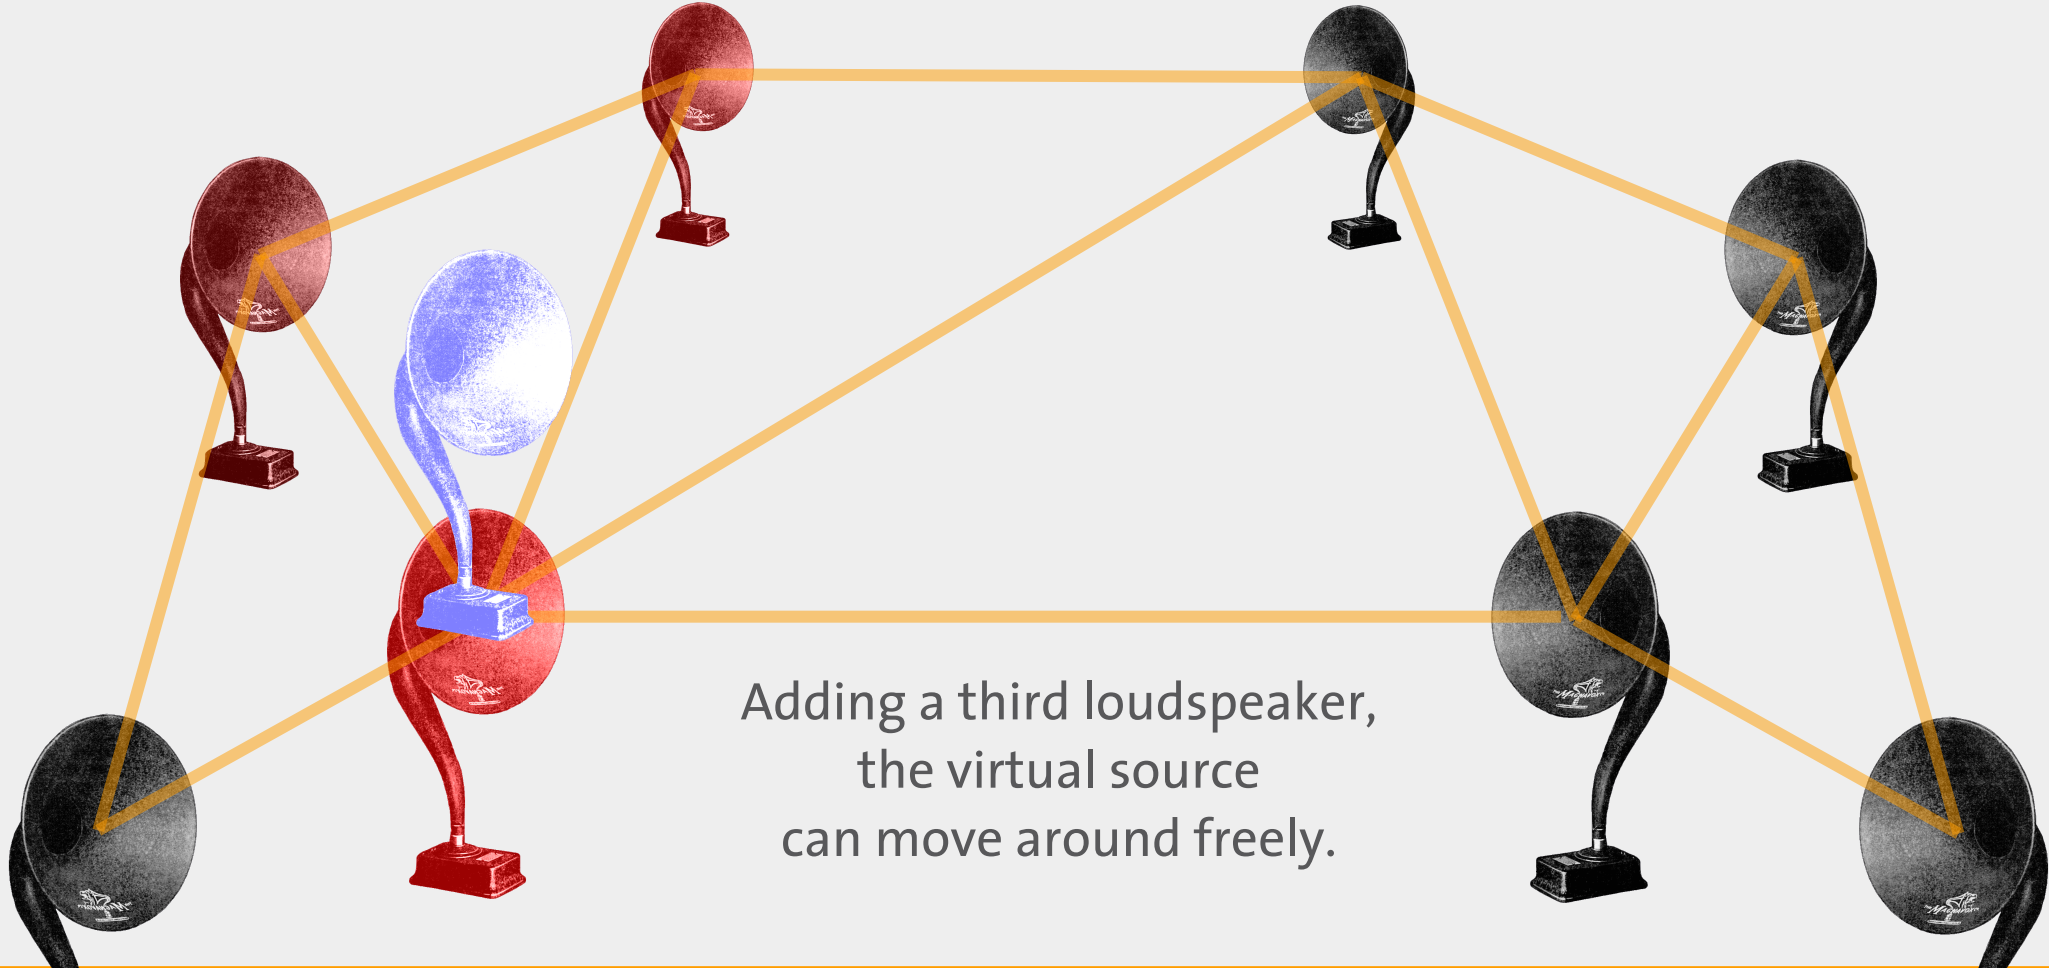 Adding a third loudspeaker,
the virtual source
can move around freely.